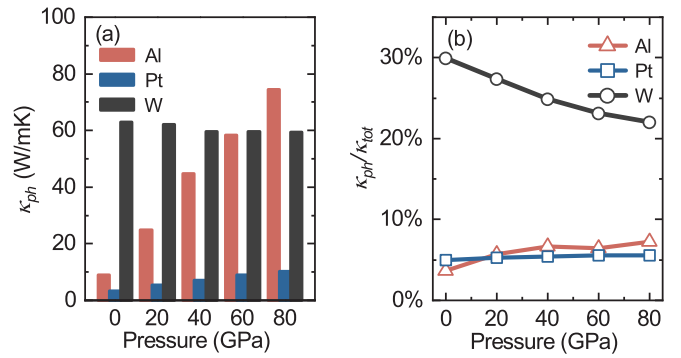 (a)
Al
Pt
W
κph (W/mK)
100
80
60
40
20
0
0 20 40 60 80
Pressure (GPa)
(b)
Al
Pt
W
κph/κtot
30%
20%
10%
0%
0 20 40 60 80
Pressure (GPa)